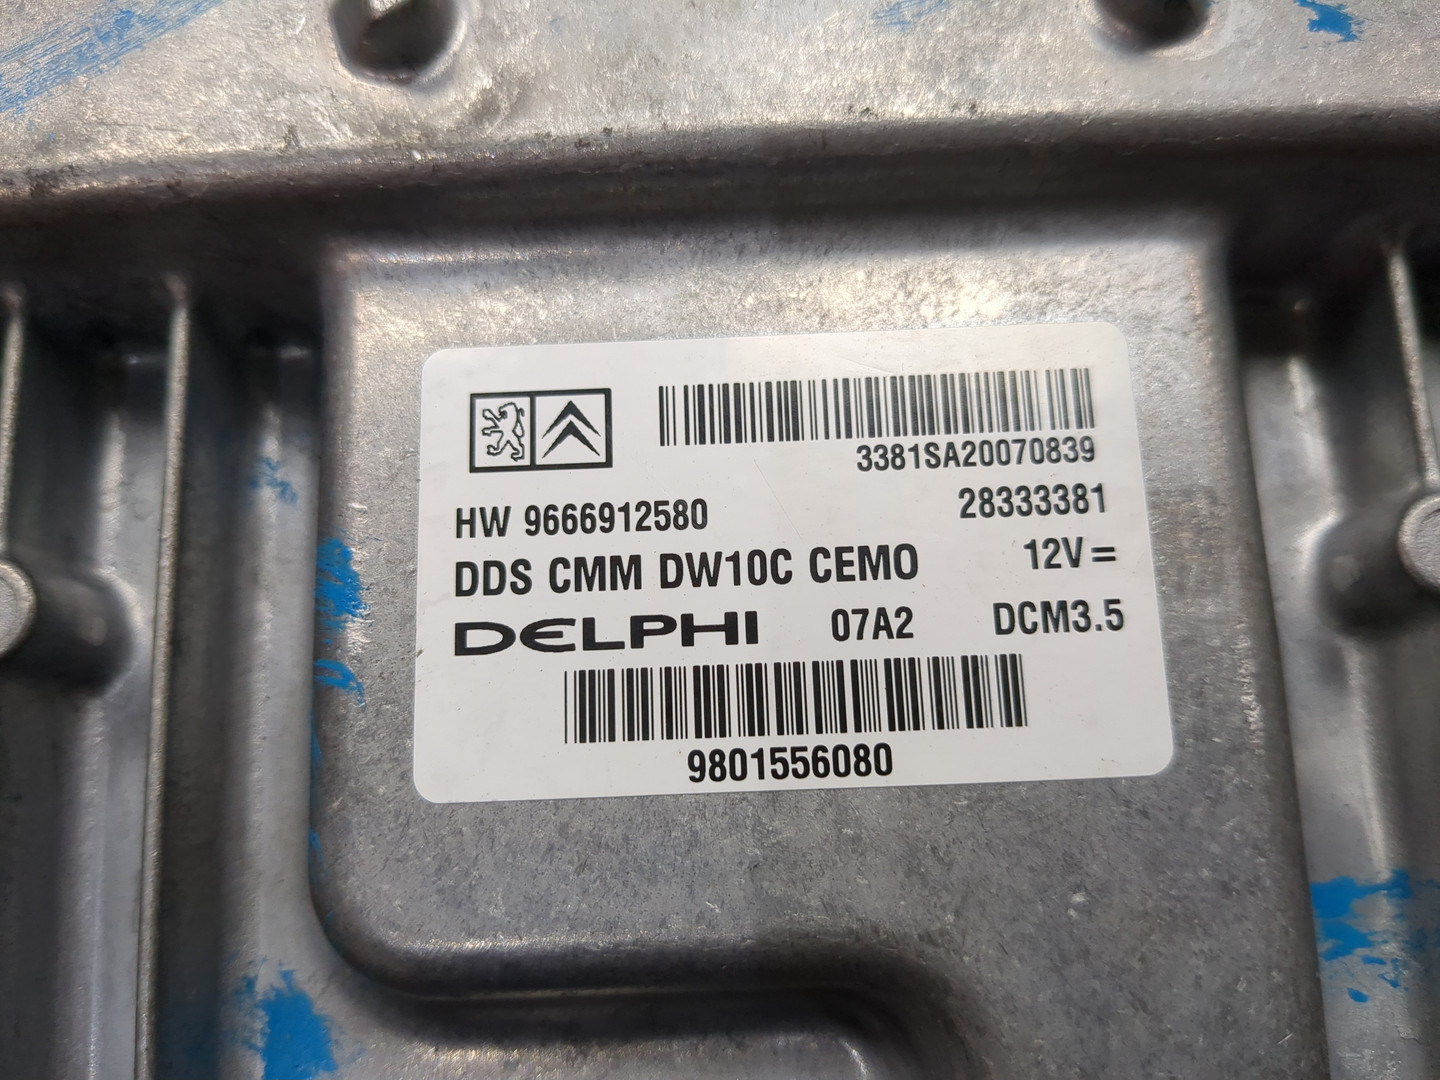 3381SA20070839
HW 9666912580 28333381
DDS CMM DW10C CEMO 12V =
DELPHI 07A2 DCM3.5
9801556080